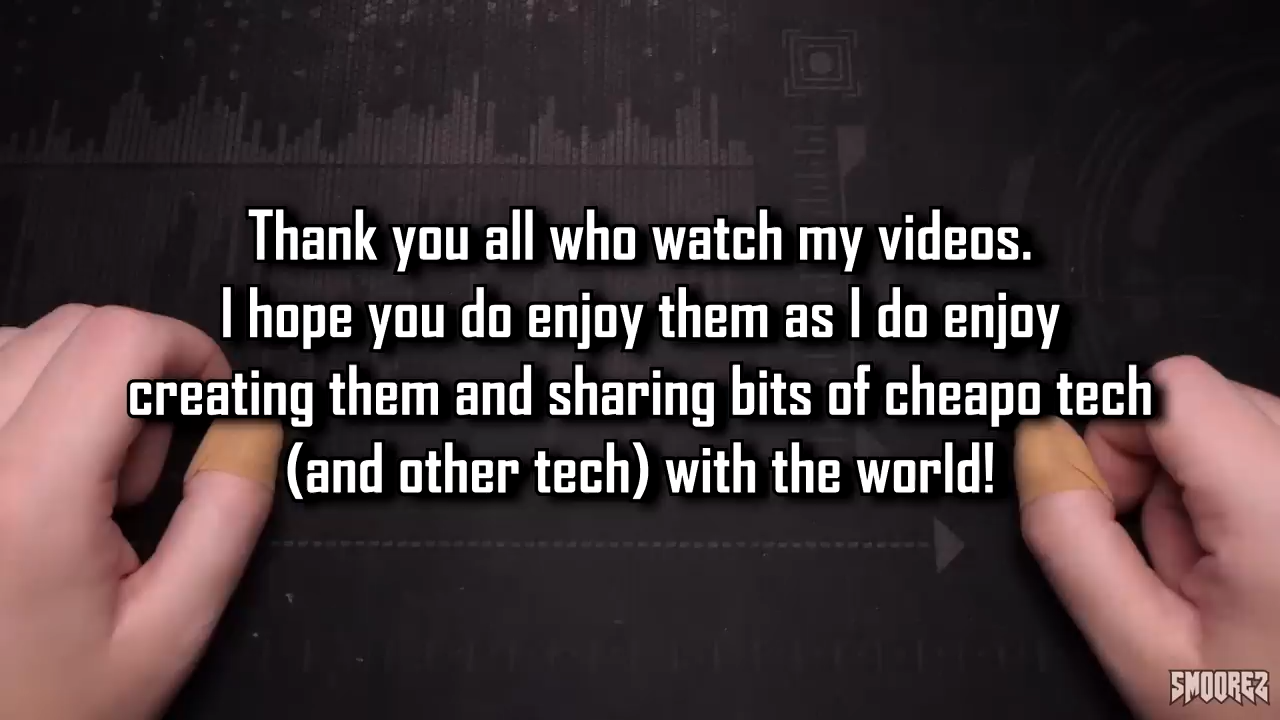 Thank you all who watch my videos.
I hope you do enjoy them as I do enjoy
creating them and sharing bits of cheapo tech
(and other tech) with the world!
SMOOREZ